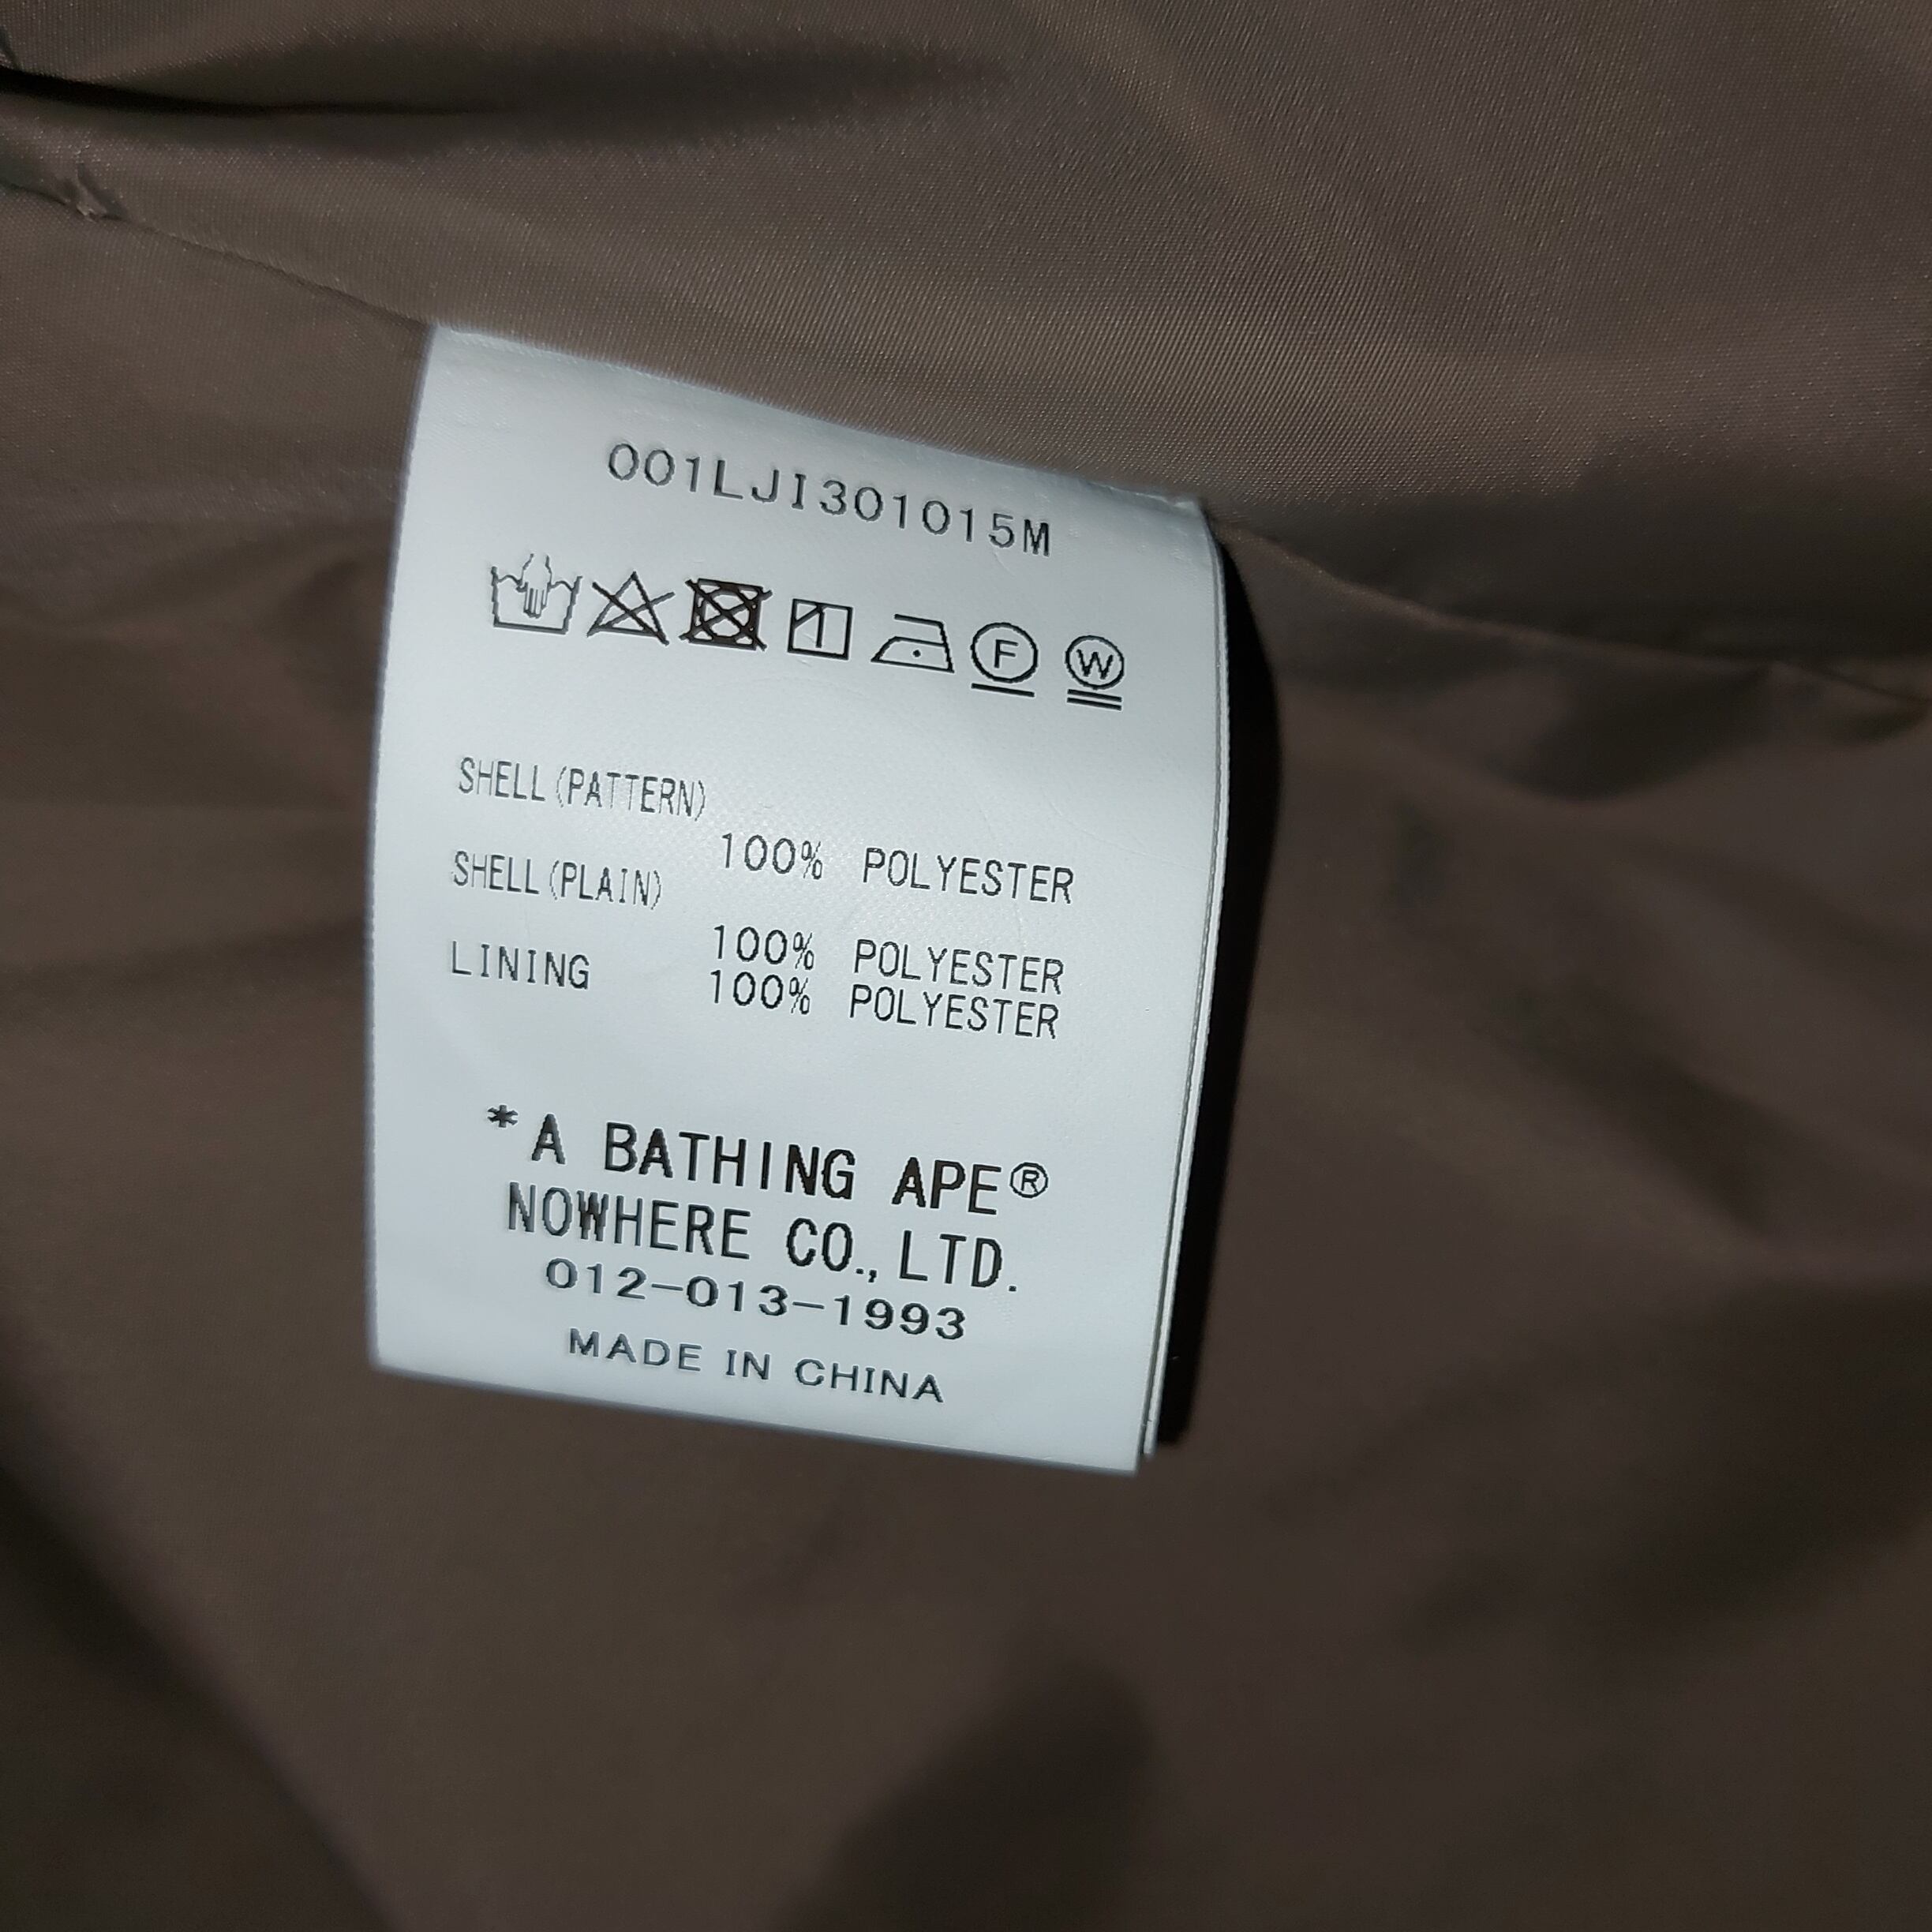 001LJI301015M
F W
SHELL(PATTERN)
100% POLYESTER
SHELL(PLAIN)
100% POLYESTER
LINING 100% POLYESTER
*A BATHING APE®
NOWHERE CO.,LTD.
012-013-1993
MADE IN CHINA